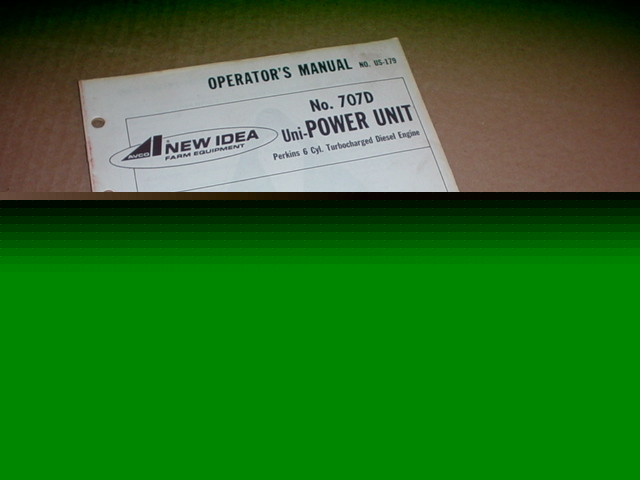 OPERATOR'S MANUAL NO. US-179
No. 707D
Uni-POWER UNIT
Perkins 6 Cyl. Turbocharged Diesel Engine
AVCO NEW IDEA
FARM EQUIPMENT